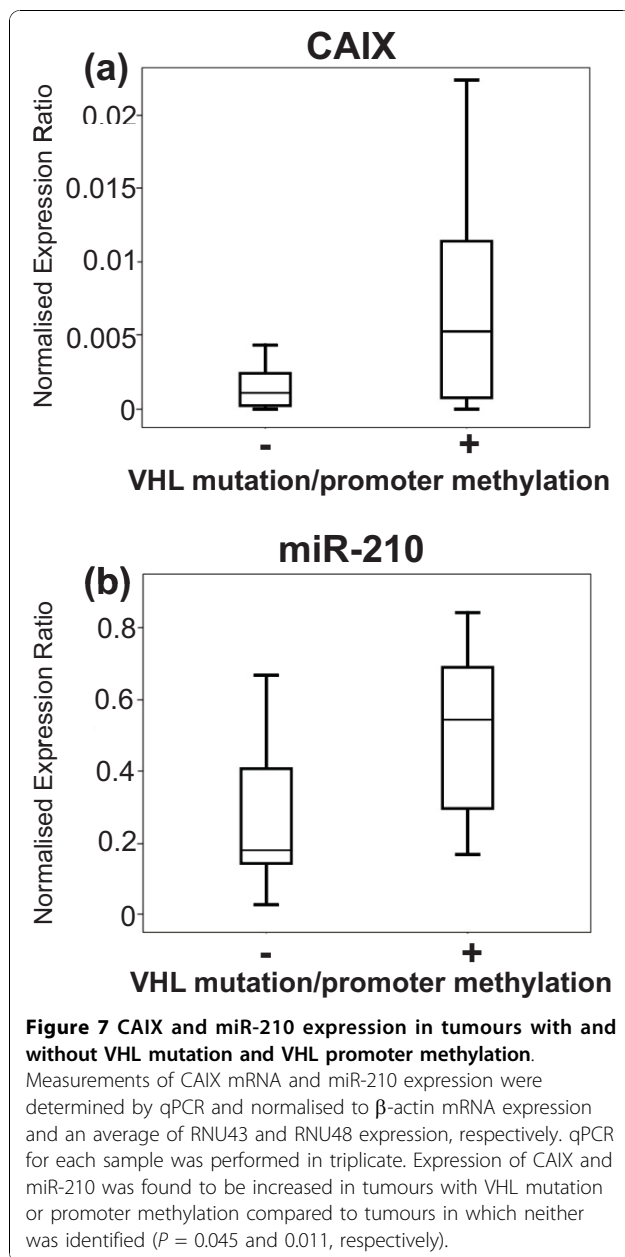 CAIX
(a)
Normalised Expression Ratio
0.02
0.015
0.01
0.005
0
- +
VHL mutation/promoter methylation
miR-210
(b)
Normalised Expression Ratio
0.8
0.6
0.4
0.2
0
- +
VHL mutation/promoter methylation
Figure 7 CAIX and miR-210 expression in tumours with and
without VHL mutation and VHL promoter methylation.
Measurements of CAIX mRNA and miR-210 expression were
determined by qPCR and normalised to β-actin mRNA expression
and an average of RNU43 and RNU48 expression, respectively. qPCR
for each sample was performed in triplicate. Expression of CAIX and
miR-210 was found to be increased in tumours with VHL mutation
or promoter methylation compared to tumours in which neither
was identified (P = 0.045 and 0.011, respectively).